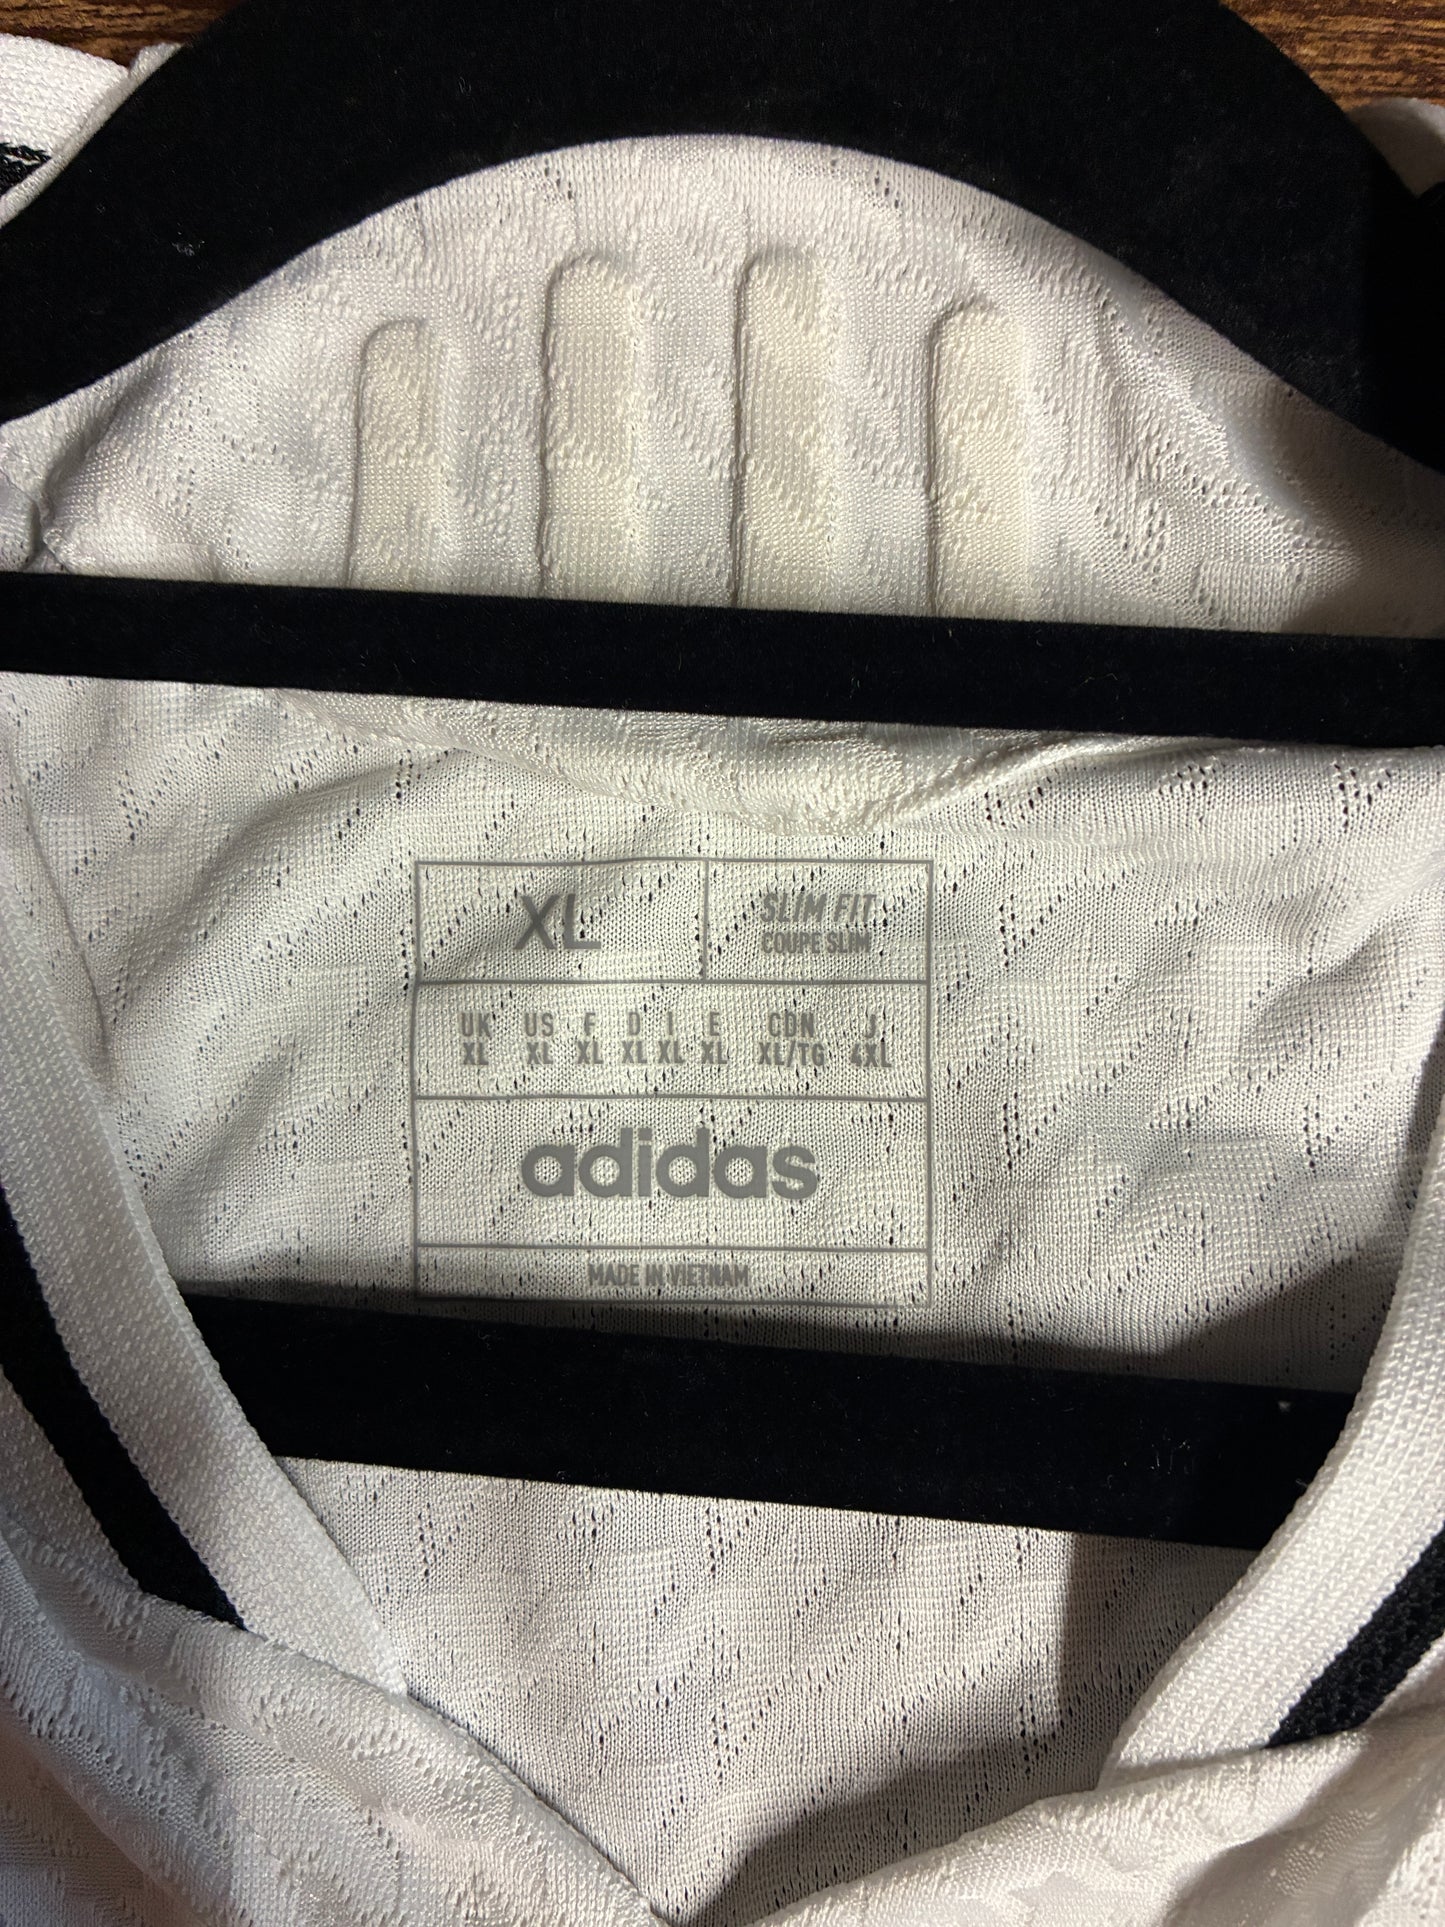 XL
SLIM FIT
COUPE SLIM
UK US F D I E CDN J
XL XL XL XL XL XL XL/TG 4XL
adidas
MADE IN VIETNAM